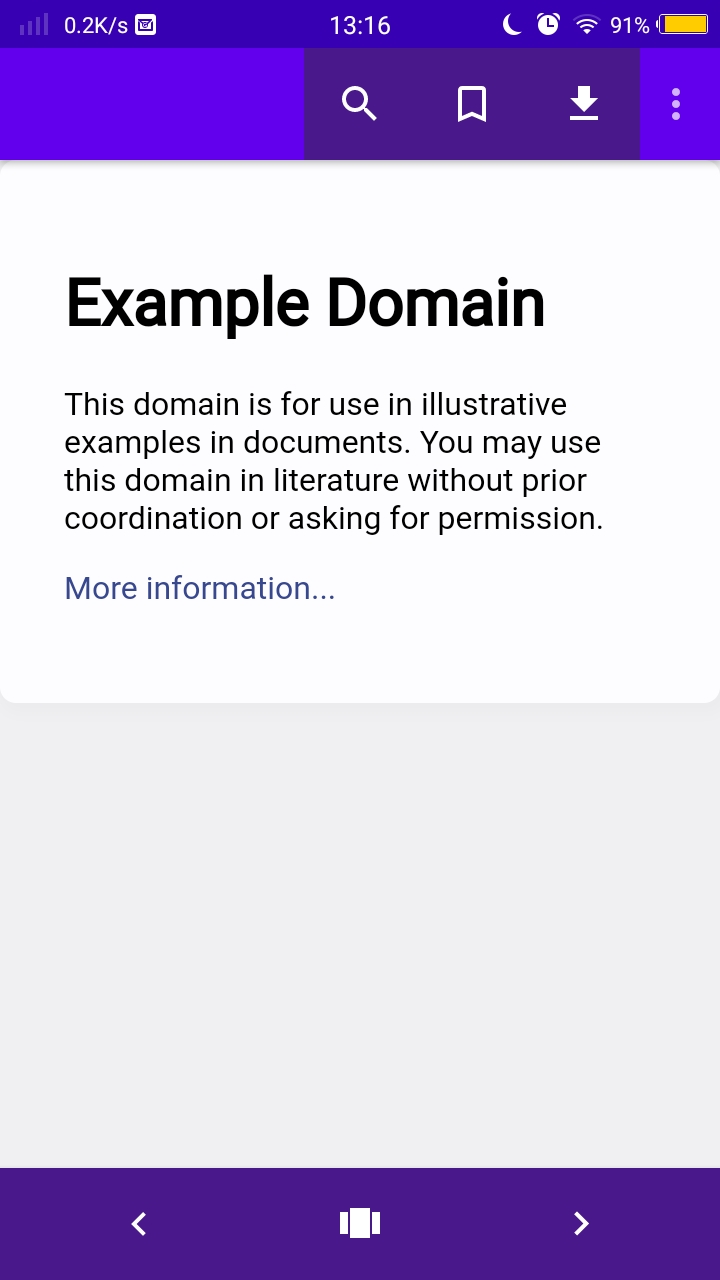 0.2K/s 13:16 91%
Example Domain
This domain is for use in illustrative
examples in documents. You may use
this domain in literature without prior
coordination or asking for permission.
More information...